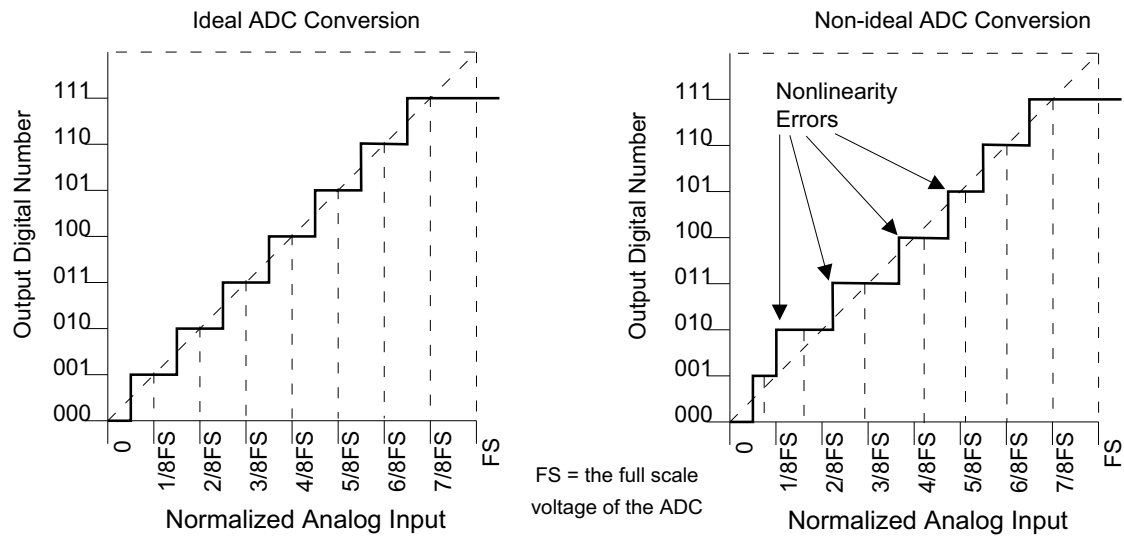 Ideal ADC Conversion
Output Digital Number
111
110
101
100
011
010
001
000
0
1/8FS
2/8FS
3/8FS
4/8FS
5/8FS
6/8FS
7/8FS
FS
Normalized Analog Input
FS = the full scale
voltage of the ADC
Non-ideal ADC Conversion
Nonlinearity
Errors
Output Digital Number
111
110
101
100
011
010
001
000
0
1/8FS
2/8FS
3/8FS
4/8FS
5/8FS
6/8FS
7/8FS
FS
Normalized Analog Input